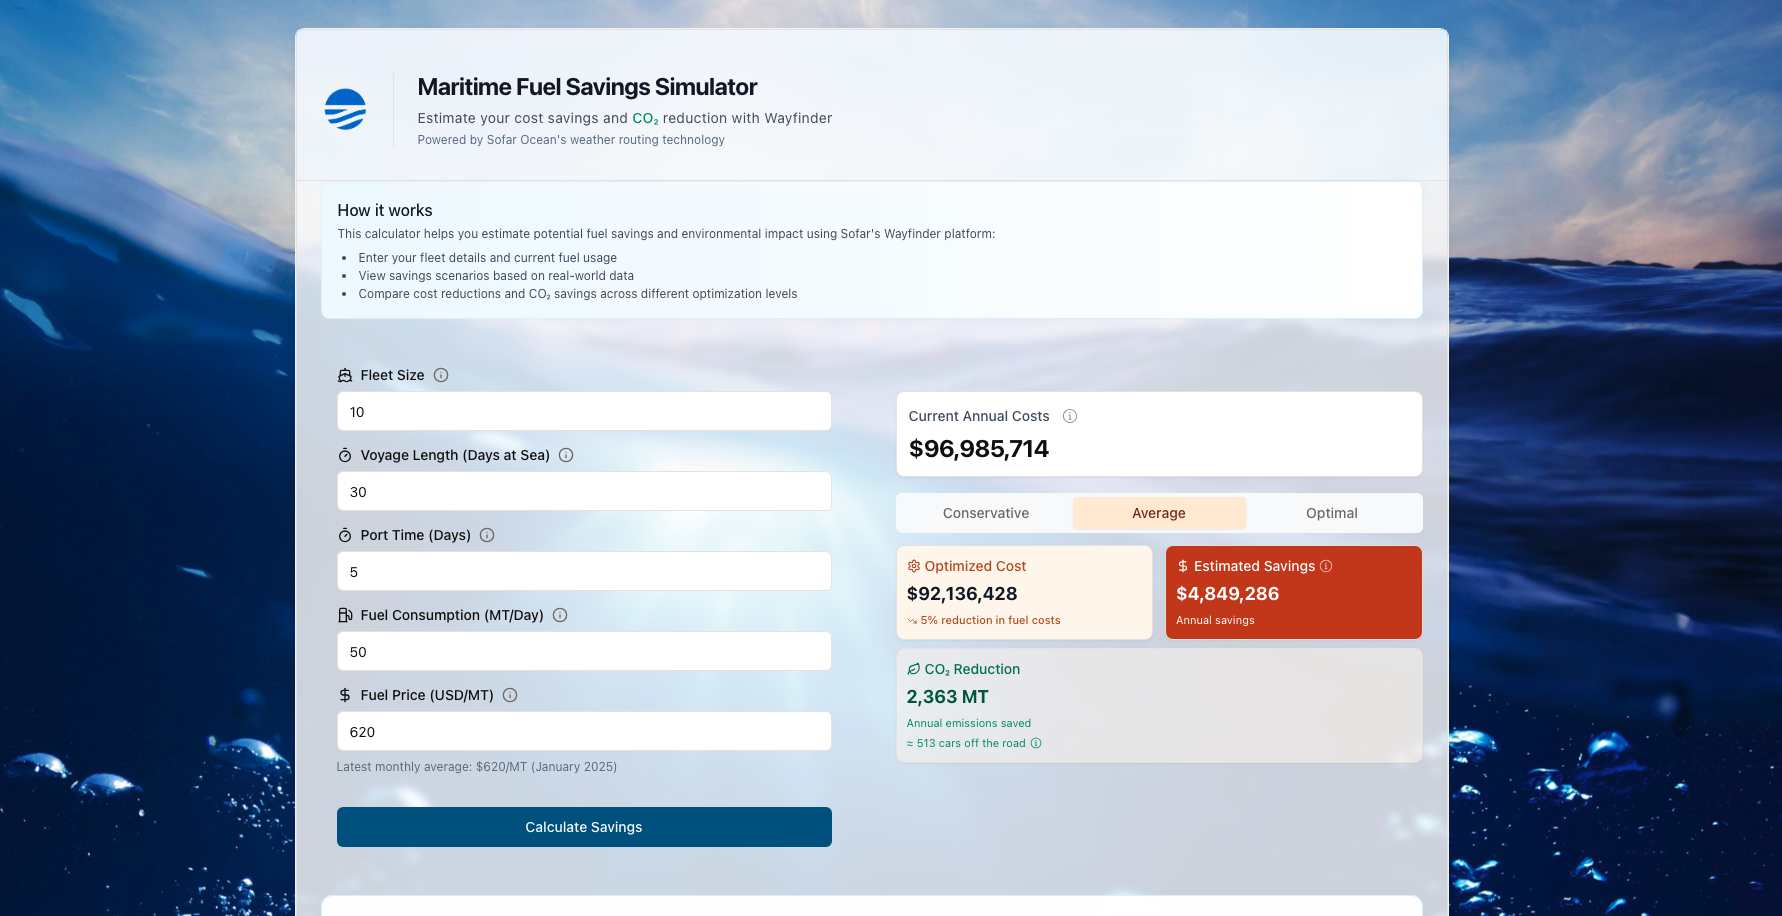 Maritime Fuel Savings Simulator
Estimate your cost savings and CO₂ reduction with Wayfinder
Powered by Sofar Ocean's weather routing technology
How it works
This calculator helps you estimate potential fuel savings and environmental impact using Sofar's Wayfinder platform:
• Enter your fleet details and current fuel usage
• View savings scenarios based on real-world data
• Compare cost reductions and CO₂ savings across different optimization levels
Fleet Size
10
Voyage Length (Days at Sea)
30
Port Time (Days)
5
Fuel Consumption (MT/Day)
50
Fuel Price (USD/MT)
620
Latest monthly average: $620/MT (January 2025)
Calculate Savings
Current Annual Costs
$96,985,714
Conservative
Average
Optimal
Optimized Cost
$92,136,428
5% reduction in fuel costs
Estimated Savings
$4,849,286
Annual savings
CO₂ Reduction
2,363 MT
Annual emissions saved
≈ 513 cars off the road